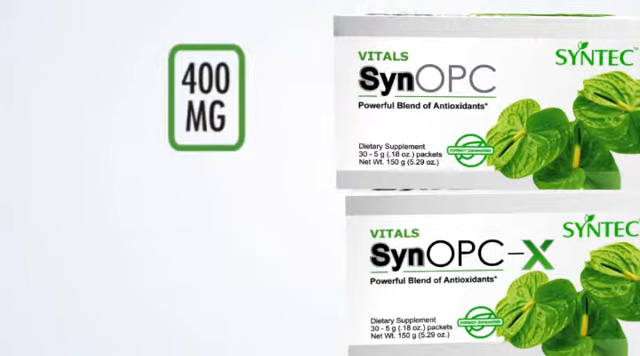 400
MG
VITALS
SYNTEC™
SynOPC
Powerful Blend of Antioxidants*
Dietary Supplement
30 - 5 g (.18 oz.) packets
Net Wt. 150 g (5.29 oz.)
VITALS
SYNTEC
SynOPC-X
Powerful Blend of Antioxidants*
Dietary Supplement
30 - 5 g (.18 oz.) packets
Net Wt. 150 g (5.29 oz.)